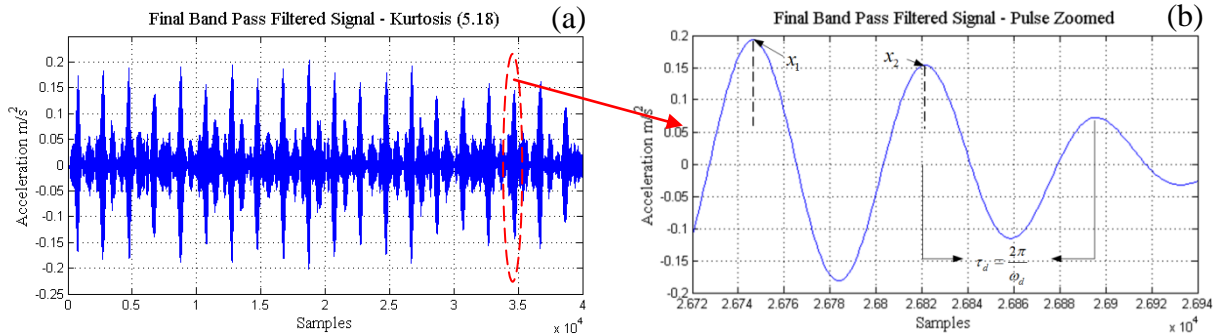 Final Band Pass Filtered Signal - Kurtosis (5.18)
(a)
Acceleration m/s²
0.25
0.2
0.15
0.1
0.05
0
-0.05
-0.1
-0.15
-0.2
-0.25
0 0.5 1 1.5 2 2.5 3 3.5 4
Samples
x 10⁴
Final Band Pass Filtered Signal - Pulse Zoomed
(b)
Acceleration m/s²
0.2
0.15
0.1
0.05
0
-0.05
-0.1
-0.15
-0.2
x₁
x₂
τ_d = 2π/ω_d
2.672 2.674 2.676 2.678 2.68 2.682 2.684 2.686 2.688 2.69 2.692 2.694
Samples
x 10⁴